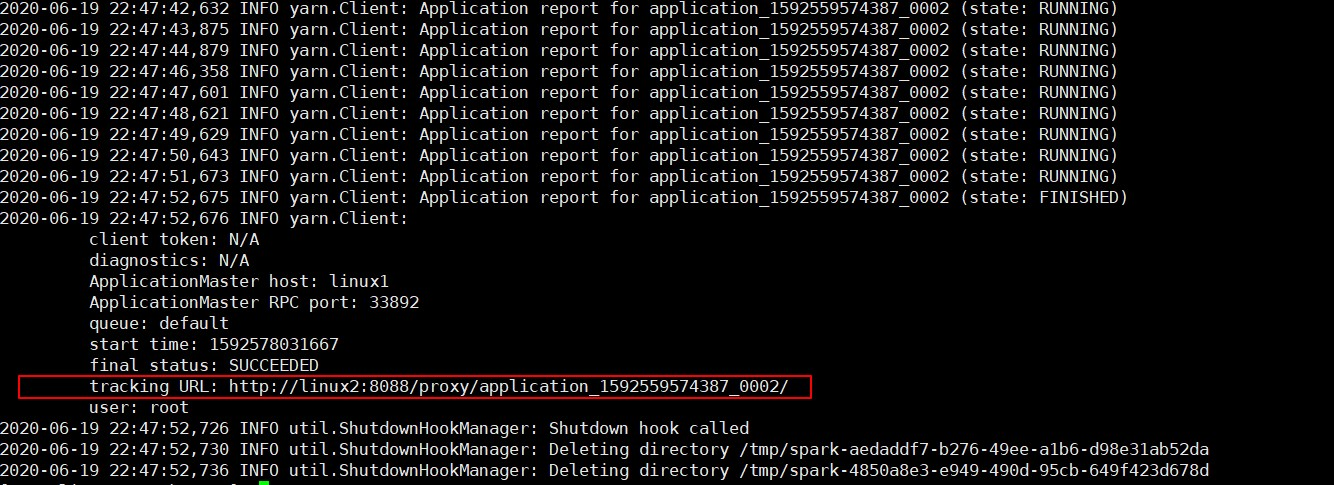 2020-06-19 22:47:42,632 INFO yarn.Client: Application report for application_1592559574387_0002 (state: RUNNING)
2020-06-19 22:47:43,875 INFO yarn.Client: Application report for application_1592559574387_0002 (state: RUNNING)
2020-06-19 22:47:44,879 INFO yarn.Client: Application report for application_1592559574387_0002 (state: RUNNING)
2020-06-19 22:47:46,358 INFO yarn.Client: Application report for application_1592559574387_0002 (state: RUNNING)
2020-06-19 22:47:47,601 INFO yarn.Client: Application report for application_1592559574387_0002 (state: RUNNING)
2020-06-19 22:47:48,621 INFO yarn.Client: Application report for application_1592559574387_0002 (state: RUNNING)
2020-06-19 22:47:49,629 INFO yarn.Client: Application report for application_1592559574387_0002 (state: RUNNING)
2020-06-19 22:47:50,643 INFO yarn.Client: Application report for application_1592559574387_0002 (state: RUNNING)
2020-06-19 22:47:51,673 INFO yarn.Client: Application report for application_1592559574387_0002 (state: RUNNING)
2020-06-19 22:47:52,675 INFO yarn.Client: Application report for application_1592559574387_0002 (state: FINISHED)
2020-06-19 22:47:52,676 INFO yarn.Client:
client token: N/A
diagnostics: N/A
ApplicationMaster host: linux1
ApplicationMaster RPC port: 33892
queue: default
start time: 1592578031667
final status: SUCCEEDED
tracking URL: http://linux2:8088/proxy/application_1592559574387_0002/
user: root
2020-06-19 22:47:52,726 INFO util.ShutdownHookManager: Shutdown hook called
2020-06-19 22:47:52,730 INFO util.ShutdownHookManager: Deleting directory /tmp/spark-aedaddf7-b276-49ee-a1b6-d98e31ab52da
2020-06-19 22:47:52,736 INFO util.ShutdownHookManager: Deleting directory /tmp/spark-4850a8e3-e949-490d-95cb-649f423d678d